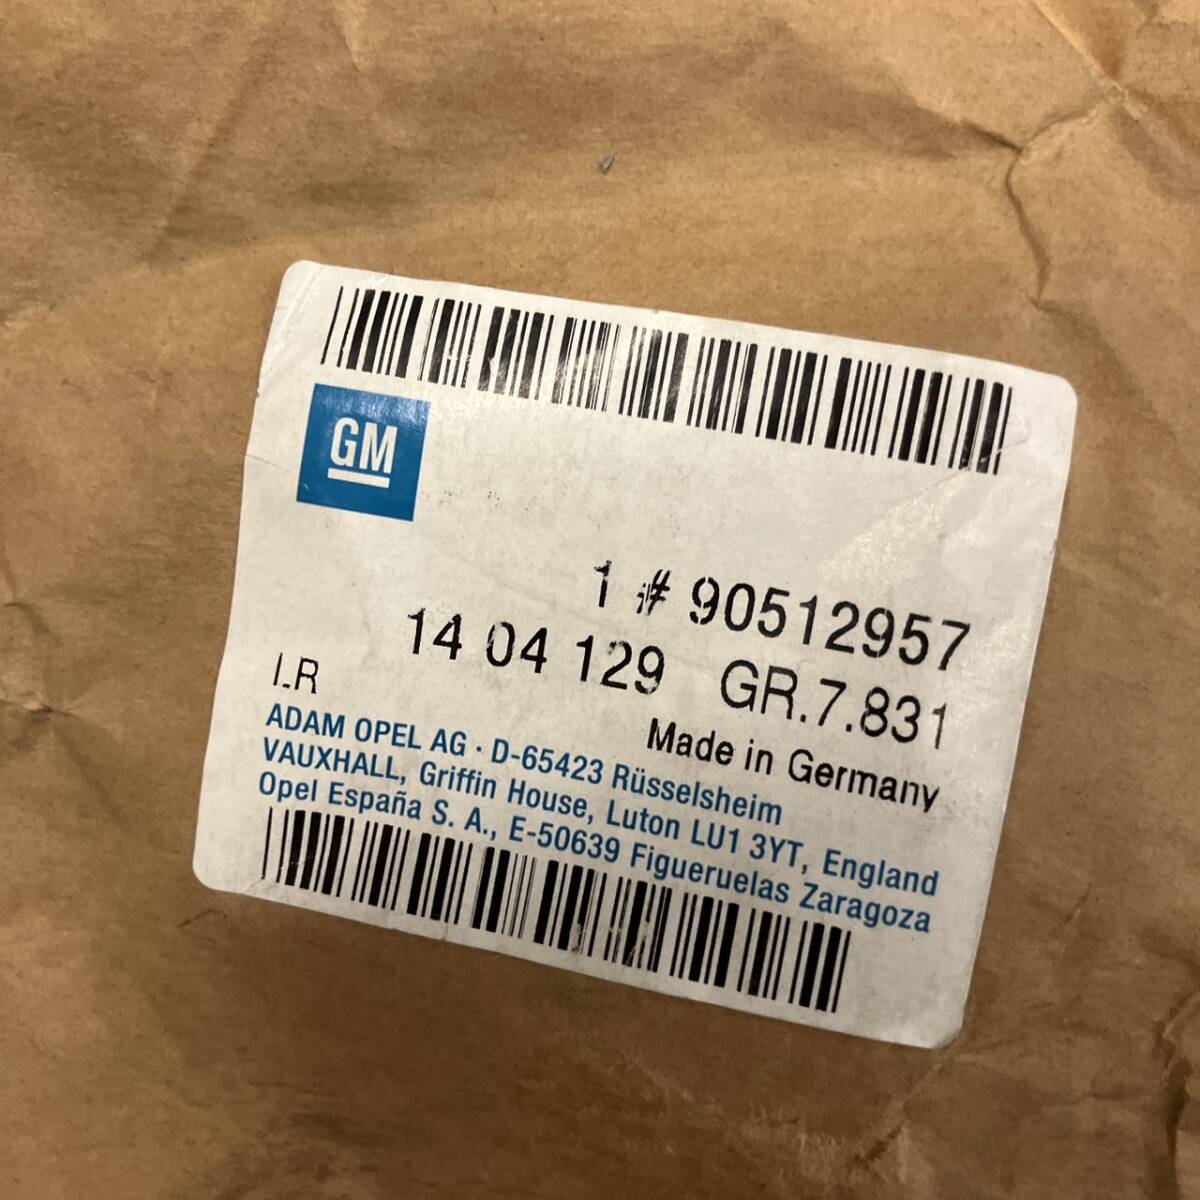 GM
1 # 90512957
14 04 129 GR.7.831
Made in Germany
ADAM OPEL AG · D-65423 Rüsselsheim
VAUXHALL, Griffin House, Luton LU1 3YT, England
Opel España S. A., E-50639 Figueruelas Zaragoza